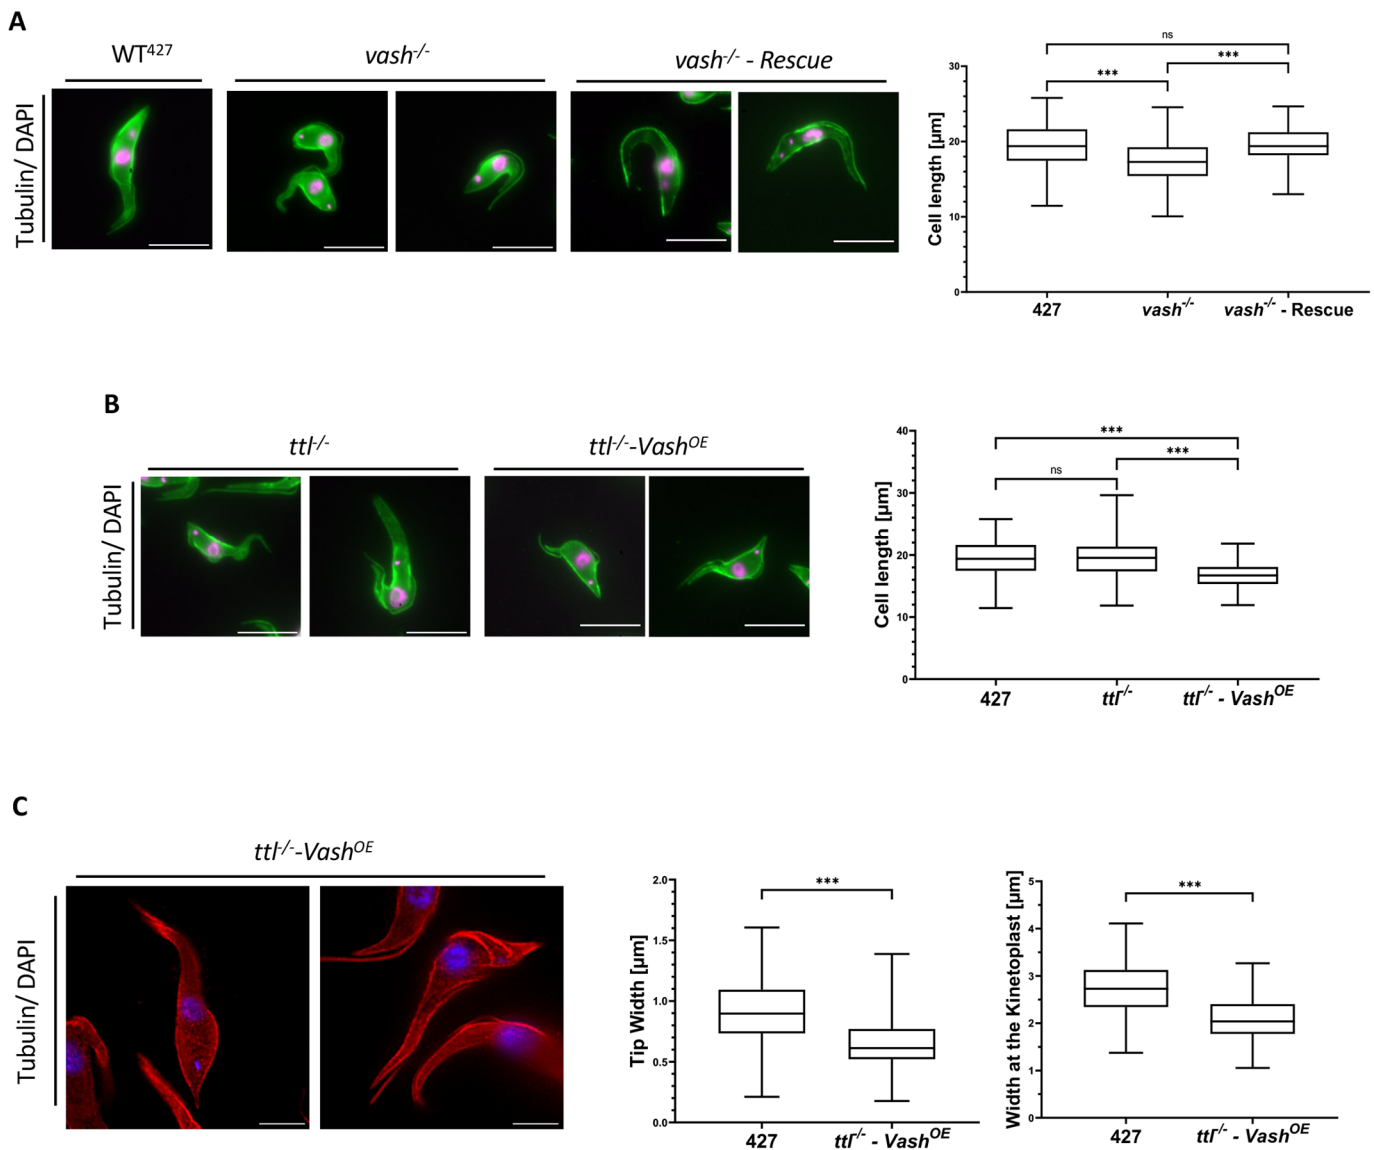 A
WT427
vash-/-
vash-/- - Rescue
Tubulin/ DAPI
Cell length [µm]
30
20
10
0
ns
***
***
427
vash-/-
vash-/- - Rescue
B
ttl-/-
ttl-/--VashOE
Tubulin/ DAPI
Cell length [µm]
40
30
20
10
0
***
***
ns
427
ttl-/-
ttl-/- - VashOE
C
ttl-/--VashOE
Tubulin/ DAPI
Tip Width [µm]
2.0
1.5
1.0
0.5
0.0
***
427
ttl-/- - VashOE
Width at the Kinetoplast [µm]
5
4
3
2
1
0
***
427
ttl-/- - VashOE